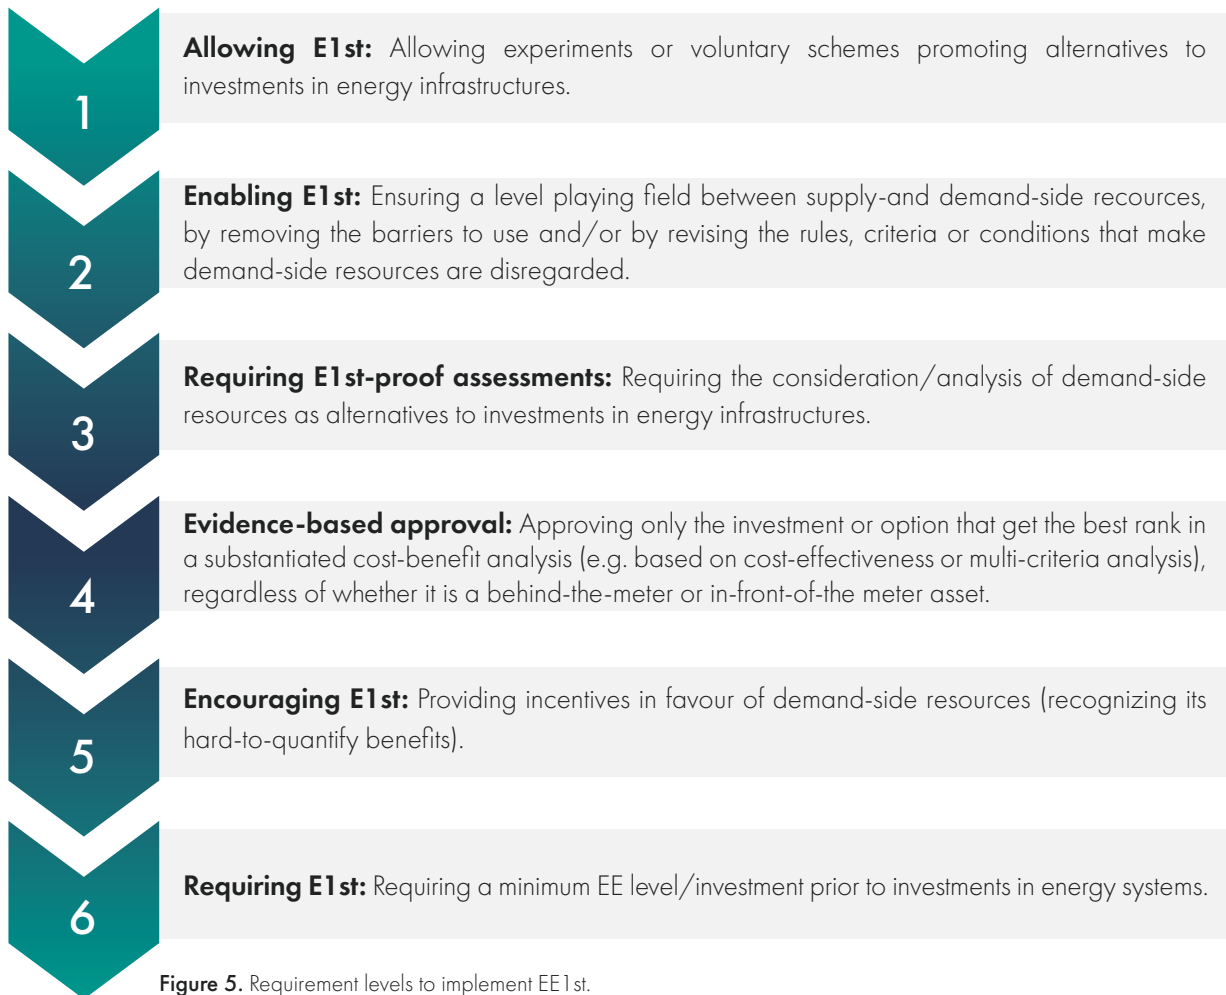 1
Allowing E1st: Allowing experiments or voluntary schemes promoting alternatives to
investments in energy infrastructures.
2
Enabling E1st: Ensuring a level playing field between supply-and demand-side recources,
by removing the barriers to use and/or by revising the rules, criteria or conditions that make
demand-side resources are disregarded.
3
Requiring E1st-proof assessments: Requiring the consideration/analysis of demand-side
resources as alternatives to investments in energy infrastructures.
4
Evidence-based approval: Approving only the investment or option that get the best rank in
a substantiated cost-benefit analysis (e.g. based on cost-effectiveness or multi-criteria analysis),
regardless of whether it is a behind-the-meter or in-front-of-the meter asset.
5
Encouraging E1st: Providing incentives in favour of demand-side resources (recognizing its
hard-to-quantify benefits).
6
Requiring E1st: Requiring a minimum EE level/investment prior to investments in energy systems.
Figure 5. Requirement levels to implement EE1st.